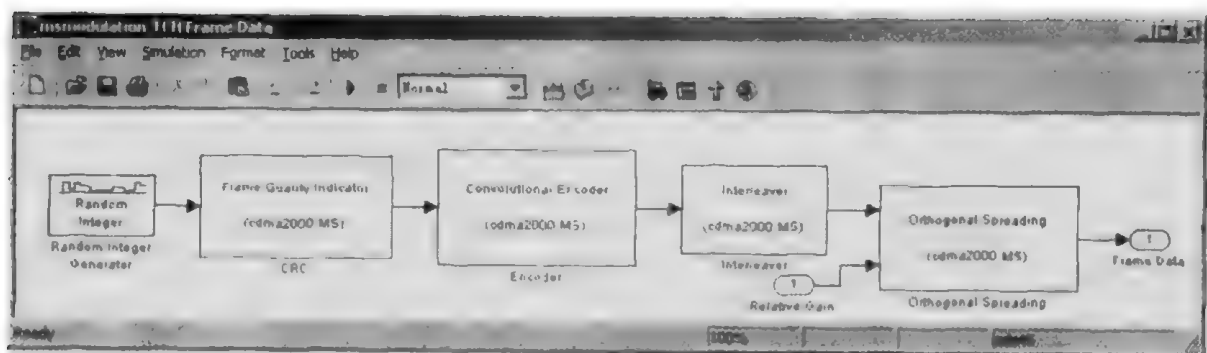 Frame Data
File Edit View Simulation Format Tools Help
Normal
Random
Integer
Random Integer
Generator
Frame Quality Indicator
(cdma2000 MS)
CRC
Convolutional Encoder
(cdma2000 MS)
Encoder
Interleaver
(cdma2000 MS)
Interleaver
1
Relative Gain
Orthogonal Spreading
(cdma2000 MS)
Orthogonal Spreading
1
Frame Data
Ready
100%